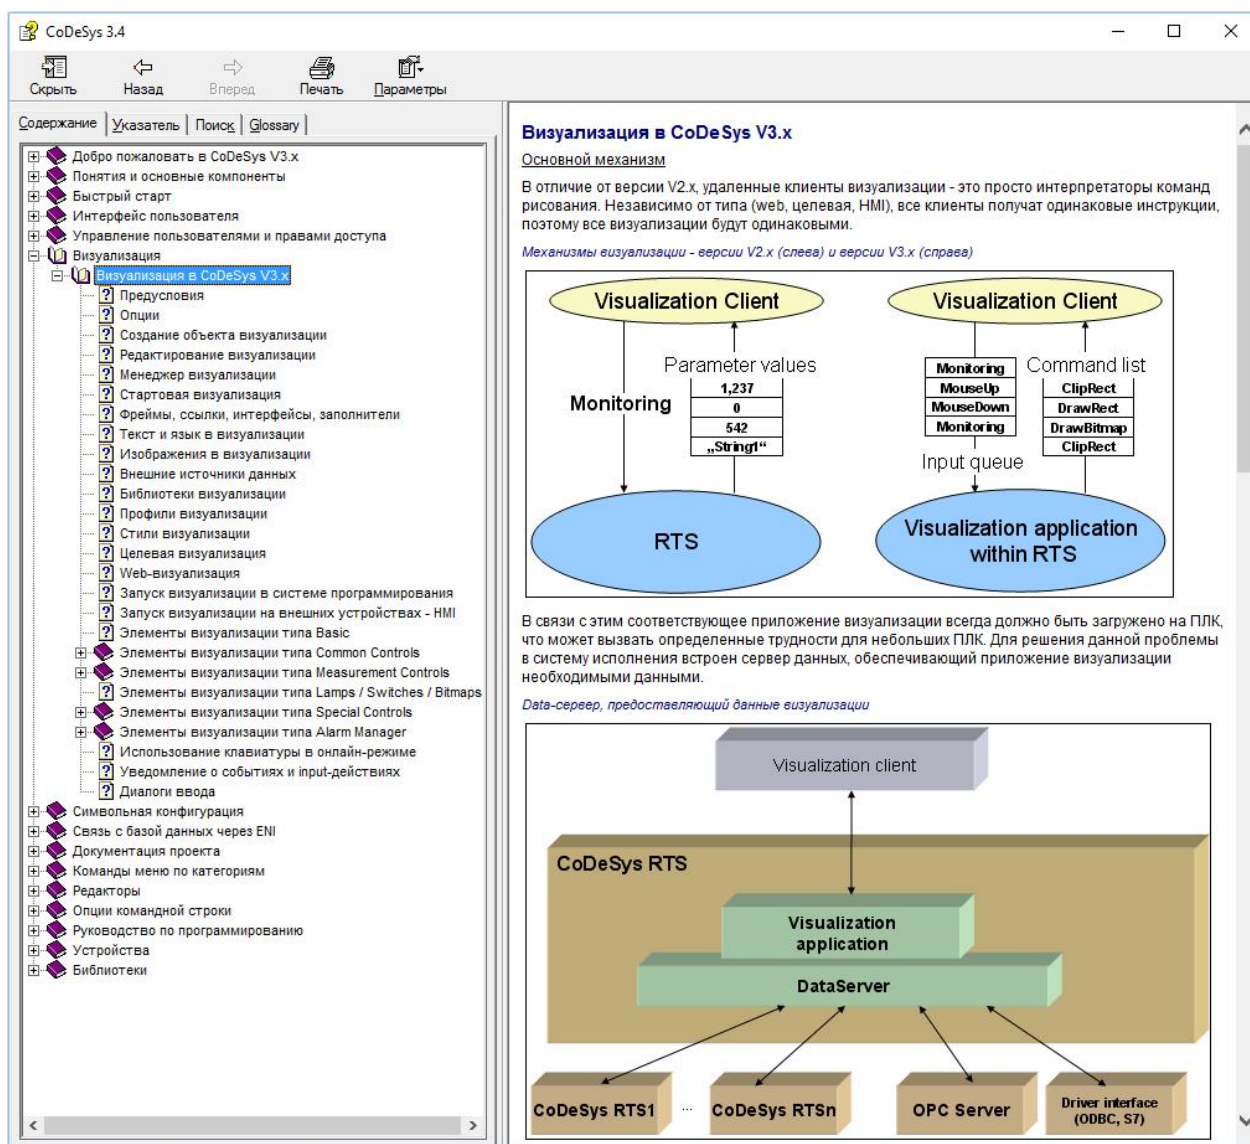 CoDeSys 3.4
Скрыть Назад Вперед Печать Параметры
Содержание Указатель Поиск Glossary
Добро пожаловать в CoDeSys V3.x
Понятия и основные компоненты
Быстрый старт
Интерфейс пользователя
Управление пользователями и правами доступа
Визуализация
Визуализация в CoDeSys V3.x
Предусловия
Опции
Создание объекта визуализации
Редактирование визуализации
Менеджер визуализации
Стартовая визуализация
Фреймы, ссылки, интерфейсы, заполнители
Текст и язык в визуализации
Изображения в визуализации
Внешние источники данных
Библиотеки визуализации
Профили визуализации
Стили визуализации
Целевая визуализация
Web-визуализация
Запуск визуализации в системе программирования
Запуск визуализации на внешних устройствах - HMI
Элементы визуализации типа Basic
Элементы визуализации типа Common Controls
Элементы визуализации типа Measurement Controls
Элементы визуализации типа Lamps / Switches / Bitmaps
Элементы визуализации типа Special Controls
Элементы визуализации типа Alarm Manager
Использование клавиатуры в онлайн-режиме
Уведомление о событиях и input-действиях
Диалоги ввода
Символьная конфигурация
Связь с базой данных через ENI
Документация проекта
Команды меню по категориям
Редакторы
Опции командной строки
Руководство по программированию
Устройства
Библиотеки
Визуализация в CoDeSys V3.x
Основной механизм
В отличие от версии V2.x, удаленные клиенты визуализации - это просто интерпретаторы команд
рисования. Независимо от типа (web, целевая, HMI), все клиенты получат одинаковые инструкции,
поэтому все визуализации будут одинаковыми.
Механизмы визуализации - версии V2.x (слева) и версии V3.x (справа)
Visualization Client
Parameter values
Monitoring
1,237
0
542
„String1“
RTS
Visualization Client
Monitoring
MouseUp
MouseDown
Monitoring
Input queue
Command list
ClipRect
DrawRect
DrawBitmap
ClipRect
Visualization application
within RTS
В связи с этим соответствующее приложение визуализации всегда должно быть загружено на ПЛК,
что может вызвать определенные трудности для небольших ПЛК. Для решения данной проблемы
в систему исполнения встроен сервер данных, обеспечивающий приложение визуализации
необходимыми данными.
Data-сервер, предоставляющий данные визуализации
Visualization client
CoDeSys RTS
Visualization
application
DataServer
CoDeSys RTS1 ... CoDeSys RTSn
OPC Server
Driver interface
(ODBC, S7)